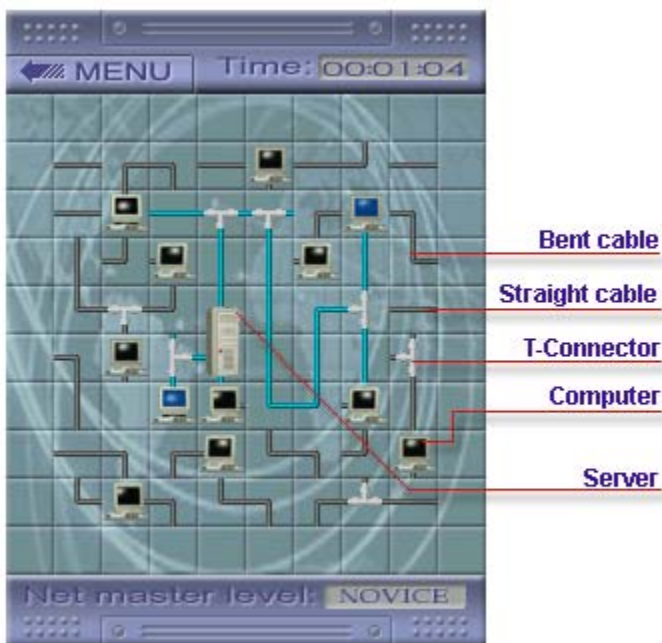 MENU
Time: 00:01:04
Bent cable
Straight cable
T-Connector
Computer
Server
Net master level: NOVICE